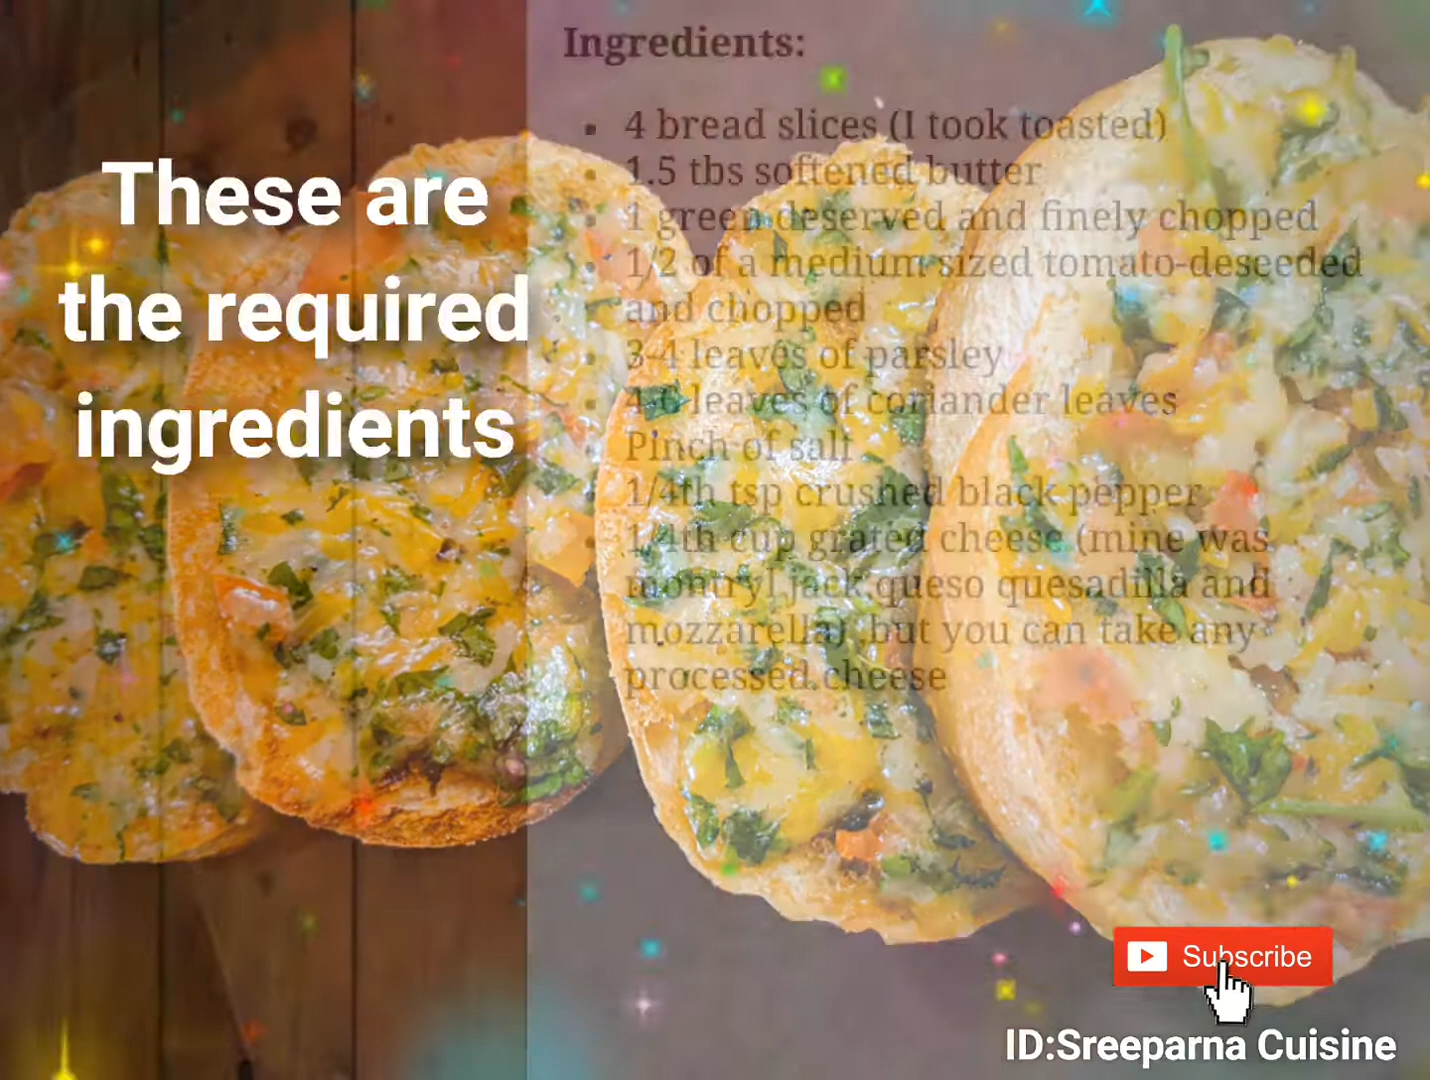 These are
the required
ingredients
Ingredients:
4 bread slices (I took toasted)
1.5 tbs softened butter
1 green deserved and finely chopped
1/2 of a medium sized tomato-deseeded
and chopped
3-4 leaves of parsley
leaves of coriander leaves
Pinch of salt
1/4th tsp crushed black pepper
1/4th cup grated cheese (mine was
jack,queso quesadilla and
mozzarella), but you can take any
processed cheese
Subscribe
ID:Sreeparna Cuisine